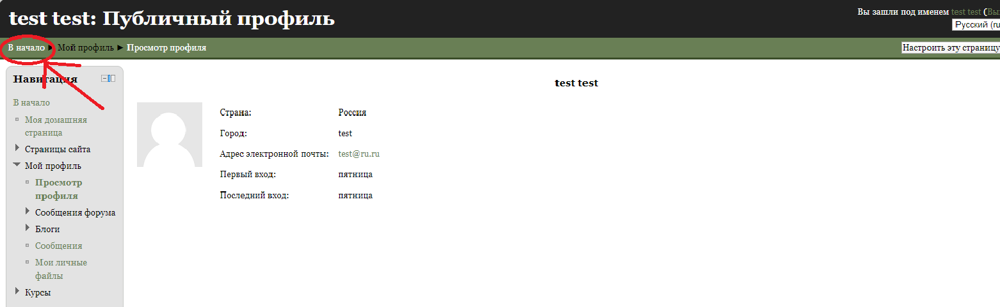 test test: Публичный профиль
Вы зашли под именем test test (Вы
Русский (ru
В начало ► Мой профиль ► Просмотр профиля
Настроить эту страницу
Навигация
В начало
Моя домашняя
страница
Страницы сайта
Мой профиль
Просмотр
профиля
Сообщения форума
Блоги
Сообщения
Мои личные
файлы
Курсы
test test
Страна: Россия
Город: test
Адрес электронной почты: test@ru.ru
Первый вход: пятница
Последний вход: пятница